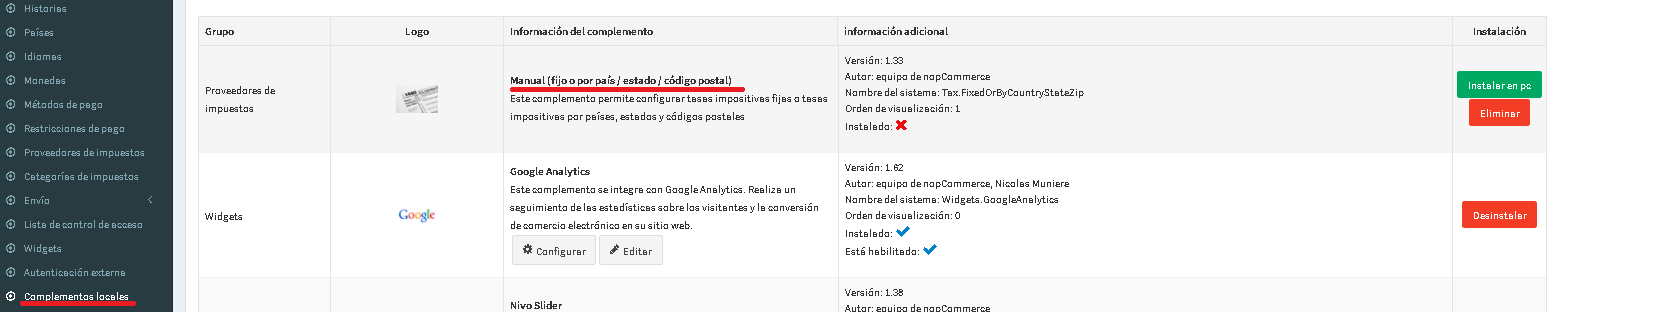 Historias
Países
Idiomas
Monedas
Métodos de pago
Restricciones de pago
Proveedores de impuestos
Categorías de impuestos
Envío
Lista de control de acceso
Widgets
Autenticación externa
Complementos locales
Grupo
Logo
Información del complemento
información adicional
Instalación
Proveedores de
impuestos
Manual (fijo o por país / estado / código postal)
Este complemento permite configurar tasas impositivas fijas o tasas
impositivas por países, estados y códigos postales
Versión: 1.33
Autor: equipo de nopCommerce
Nombre del sistema: Tax.FixedOrByCountryStateZip
Orden de visualización: 1
Instalado:
Instalar en pc
Eliminar
Widgets
Google
Google Analytics
Este complemento se integra con Google Analytics. Realiza un
seguimiento de las estadísticas sobre los visitantes y la conversión
de comercio electrónico en su sitio web.
Configurar
Editar
Versión: 1.62
Autor: equipo de nopCommerce, Nicolas Muniere
Nombre del sistema: Widgets.GoogleAnalytics
Orden de visualización: 0
Instalado:
Esté habilitado:
Desinstalar
Nivo Slider
Versión: 1.38
Autor: equipo de nopCommerce